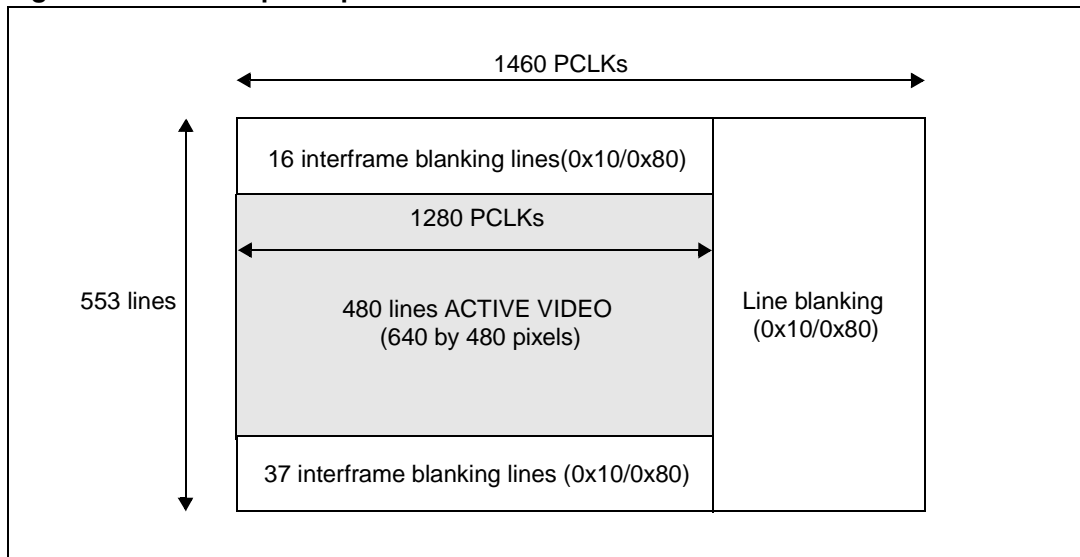 1460 PCLKs
16 interframe blanking lines(0x10/0x80)
1280 PCLKs
553 lines
480 lines ACTIVE VIDEO
(640 by 480 pixels)
Line blanking
(0x10/0x80)
37 interframe blanking lines (0x10/0x80)